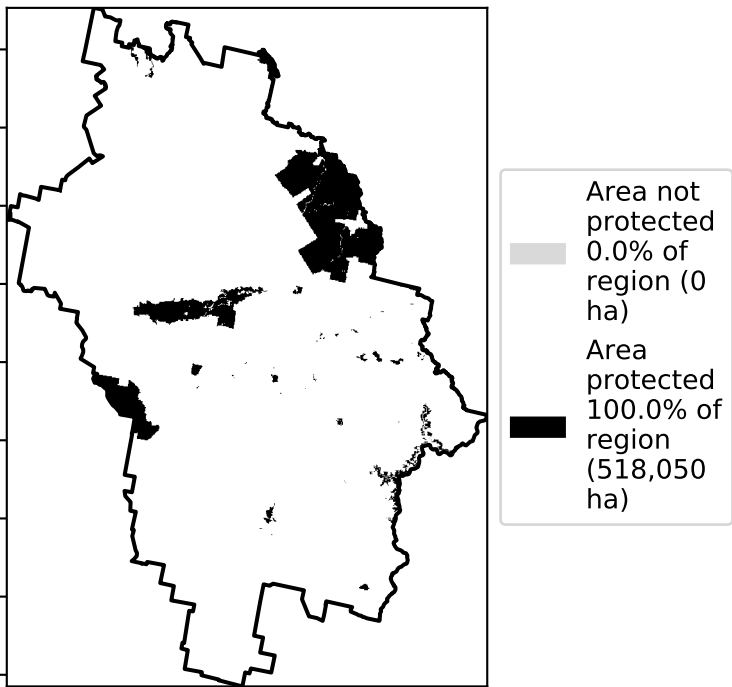 Area not
protected
0.0% of
region (0
ha)
Area
protected
100.0% of
region
(518,050
ha)